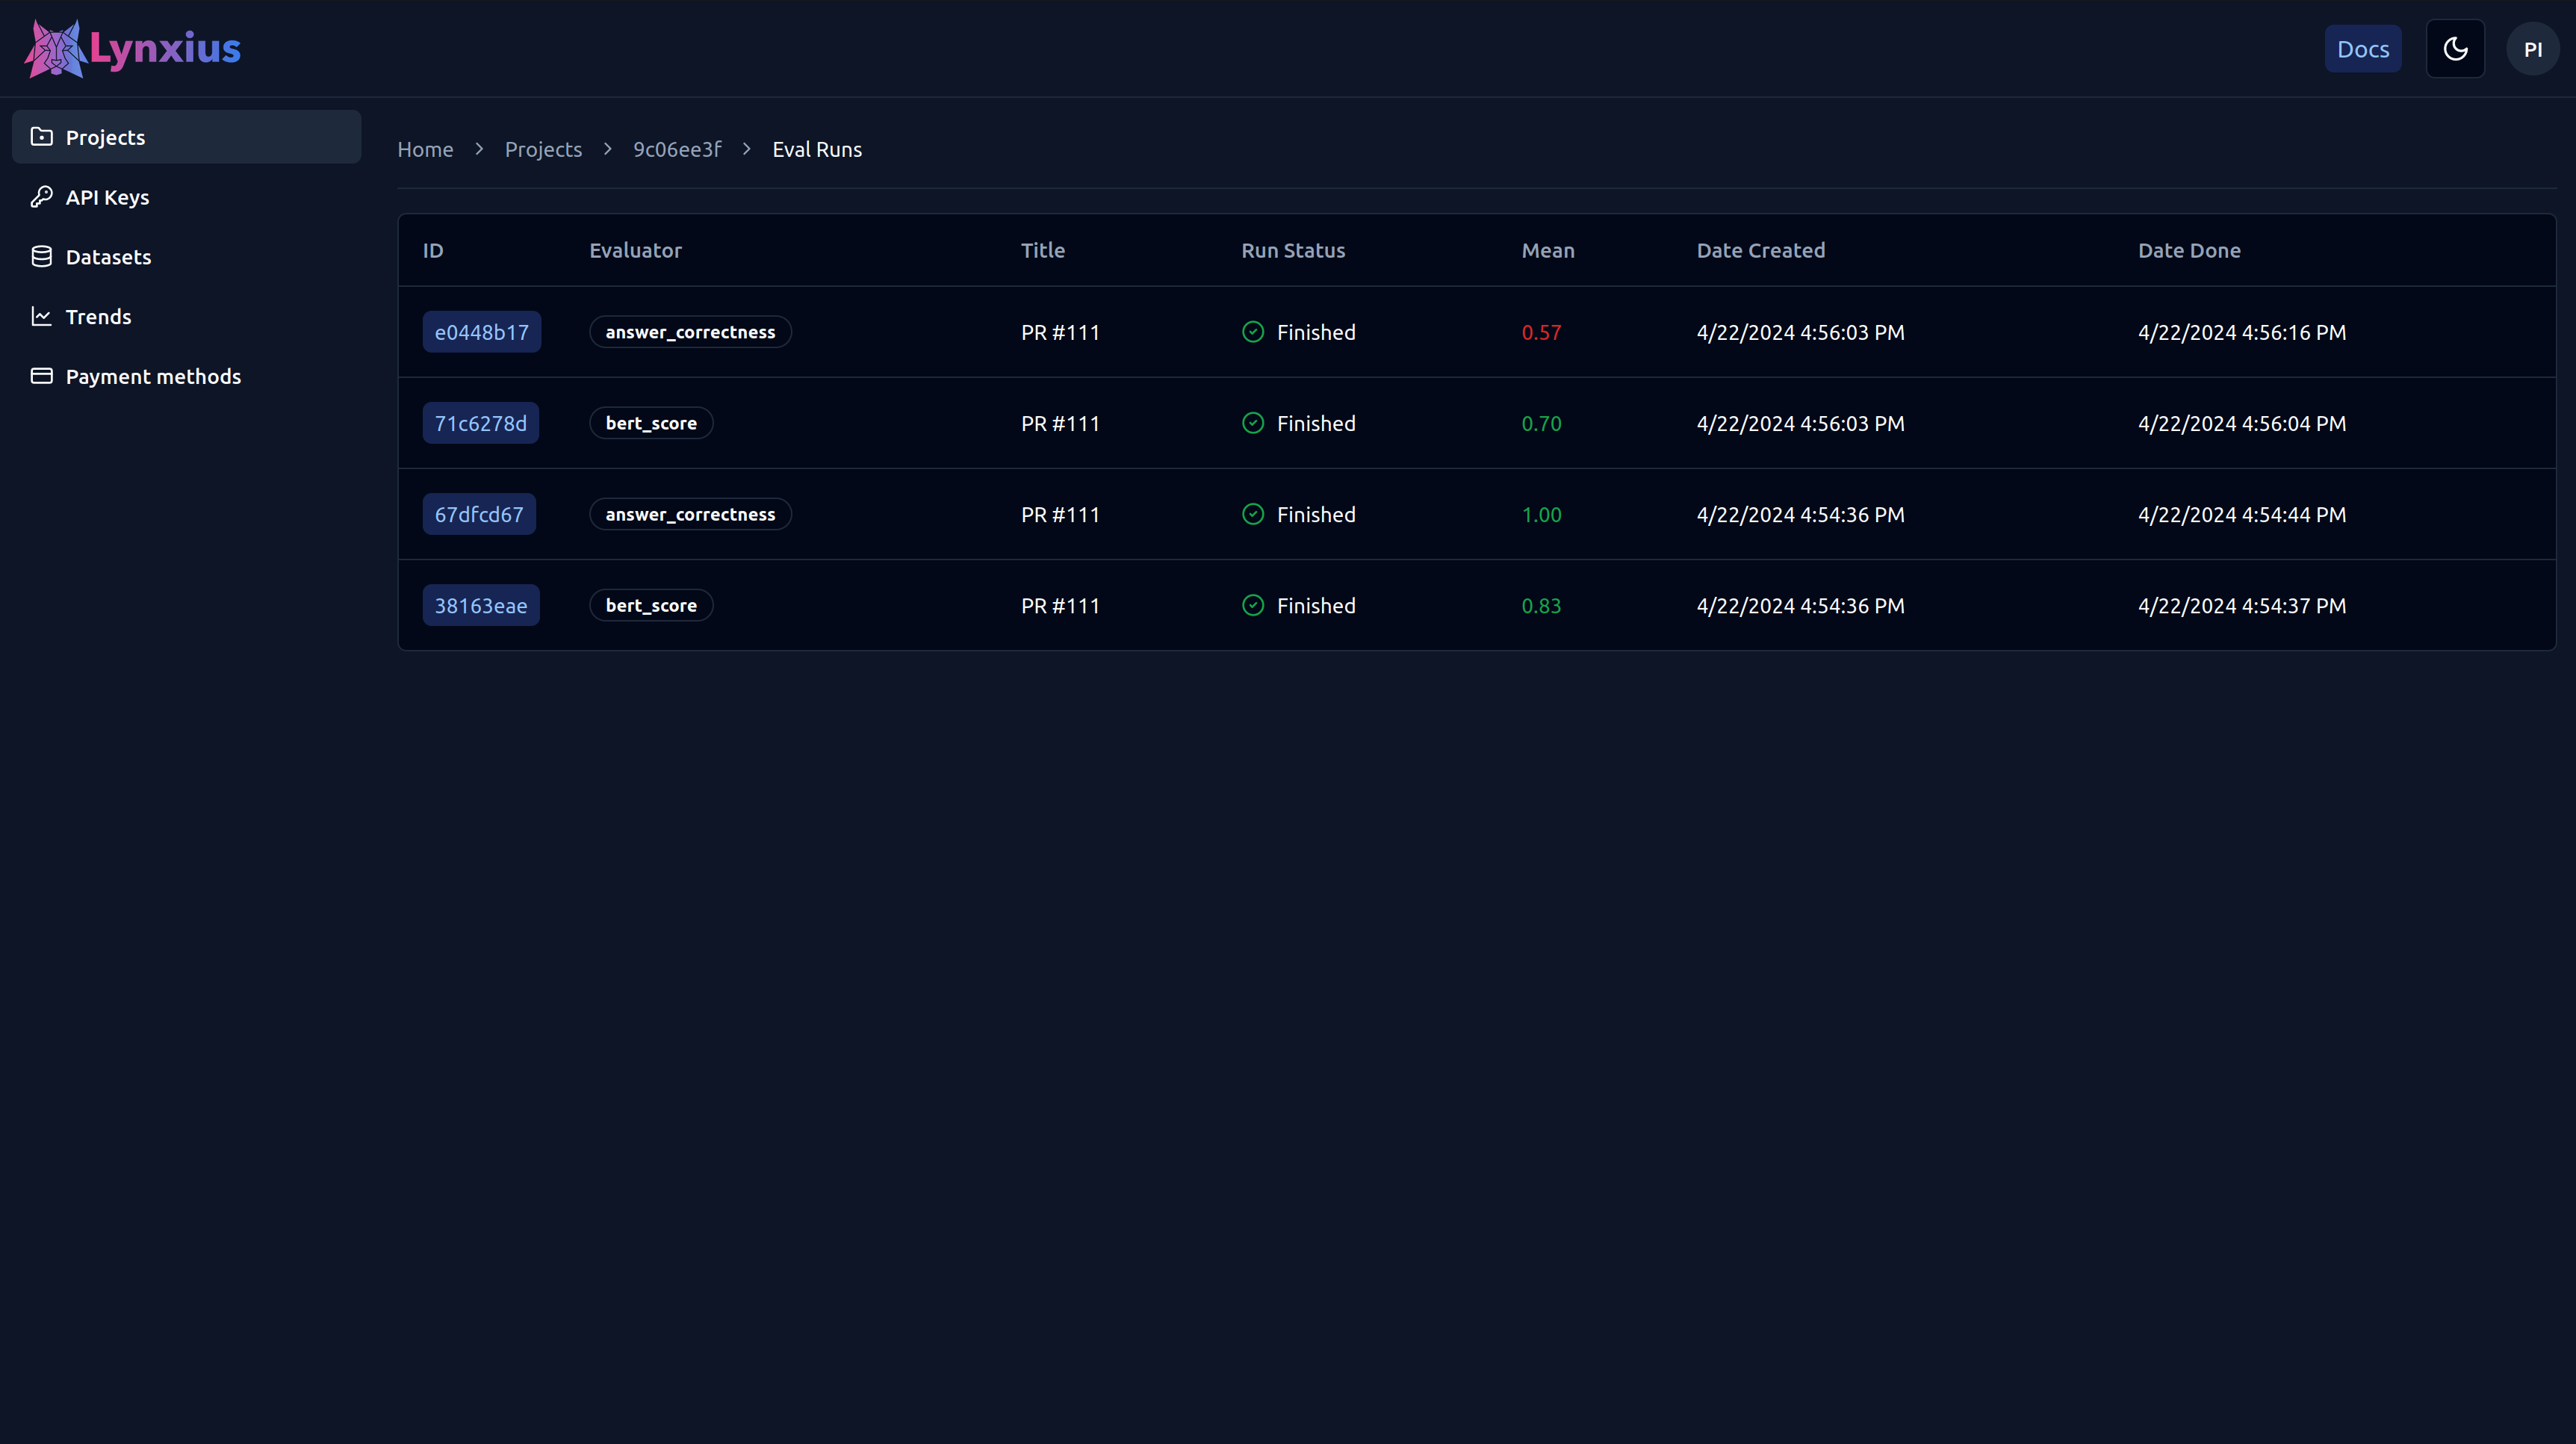 Lynxius
Docs
PI
Projects
API Keys
Datasets
Trends
Payment methods
Home > Projects > 9c06ee3f > Eval Runs
ID Evaluator Title Run Status Mean Date Created Date Done
e0448b17 answer_correctness PR #111 Finished 0.57 4/22/2024 4:56:03 PM 4/22/2024 4:56:16 PM
71c6278d bert_score PR #111 Finished 0.70 4/22/2024 4:56:03 PM 4/22/2024 4:56:04 PM
67dfcd67 answer_correctness PR #111 Finished 1.00 4/22/2024 4:54:36 PM 4/22/2024 4:54:44 PM
38163eae bert_score PR #111 Finished 0.83 4/22/2024 4:54:36 PM 4/22/2024 4:54:37 PM